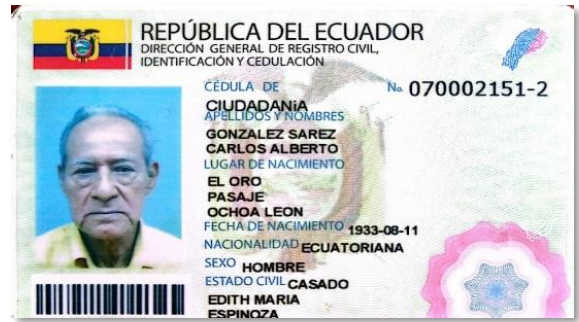 REPÚBLICA DEL ECUADOR
DIRECCIÓN GENERAL DE REGISTRO CIVIL,
IDENTIFICACIÓN Y CEDULACIÓN
CÉDULA DE No. 070002151-2
CIUDADANíA
APELLIDOS Y NOMBRES
GONZALEZ SAREZ
CARLOS ALBERTO
LUGAR DE NACIMIENTO
EL ORO
PASAJE
OCHOA LEON
FECHA DE NACIMIENTO 1933-08-11
NACIONALIDAD ECUATORIANA
SEXO HOMBRE
ESTADO CIVIL CASADO
EDITH MARIA
ESPINOZA